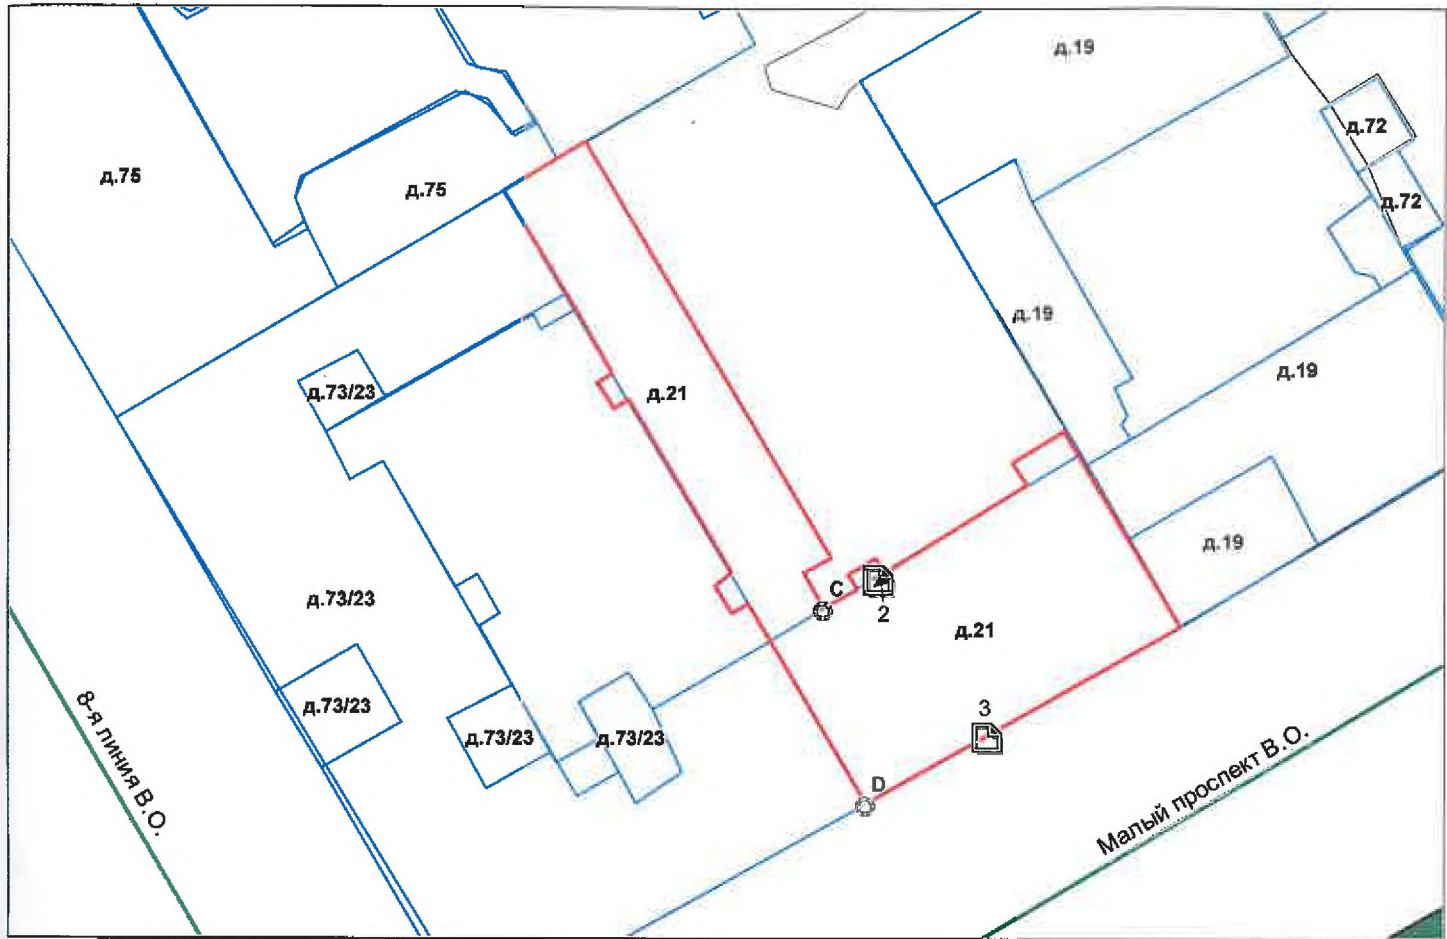 д.19
д.72
д.75
д.75
д.72
д.19
д.19
д.73/23
д.21
д.19
C
д.73/23
2
д.21
д.73/23
3
д.73/23
д.73/23
D
8-я линия В.О.
Малый проспект В.О.